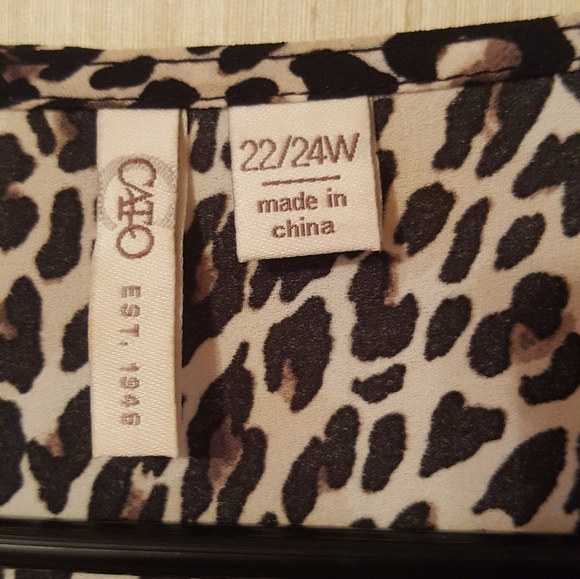 CATO
EST. 1946
22/24W
made in
china